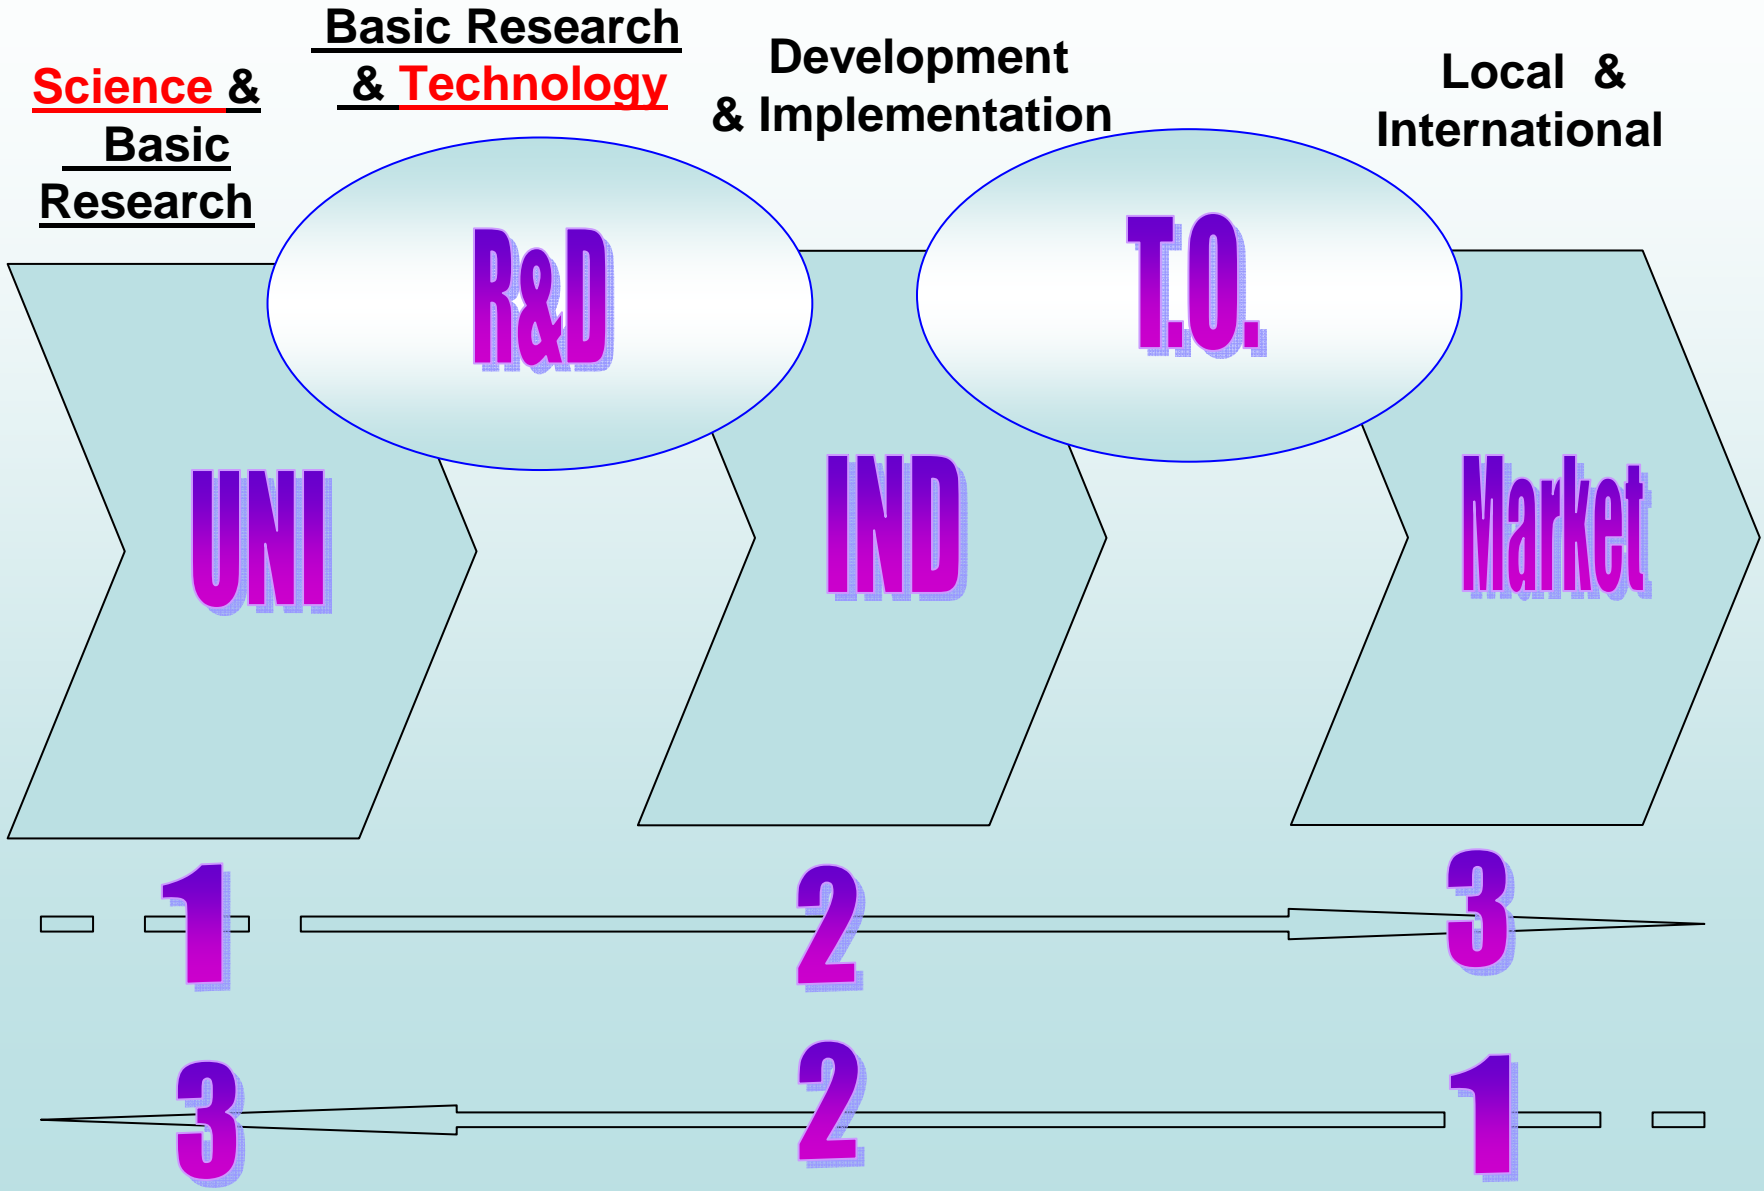 Science &
Basic
Research
Basic Research
& Technology
Development
& Implementation
Local &
International
R&D
T.O.
UNI
IND
Market
1
2
3
3
2
1